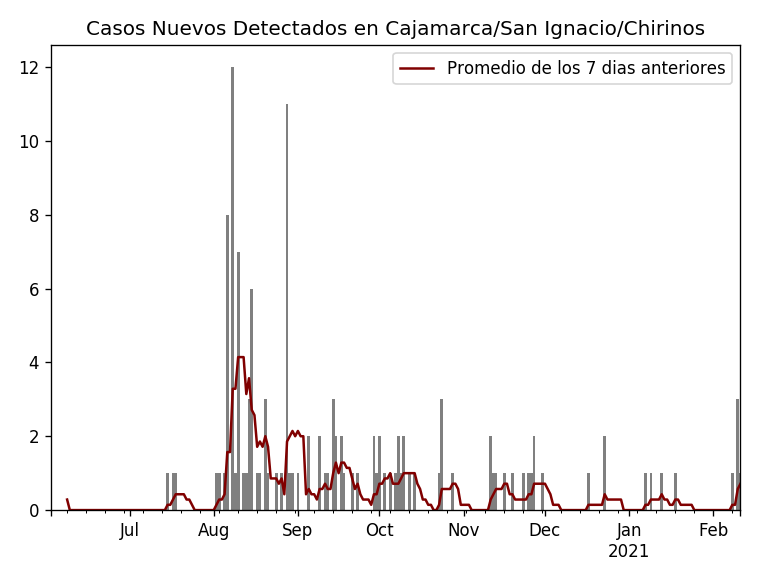 Casos Nuevos Detectados en Cajamarca/San Ignacio/Chirinos
Promedio de los 7 dias anteriores
12
10
8
6
4
2
0
Jul Aug Sep Oct Nov Dec Jan Feb
2021